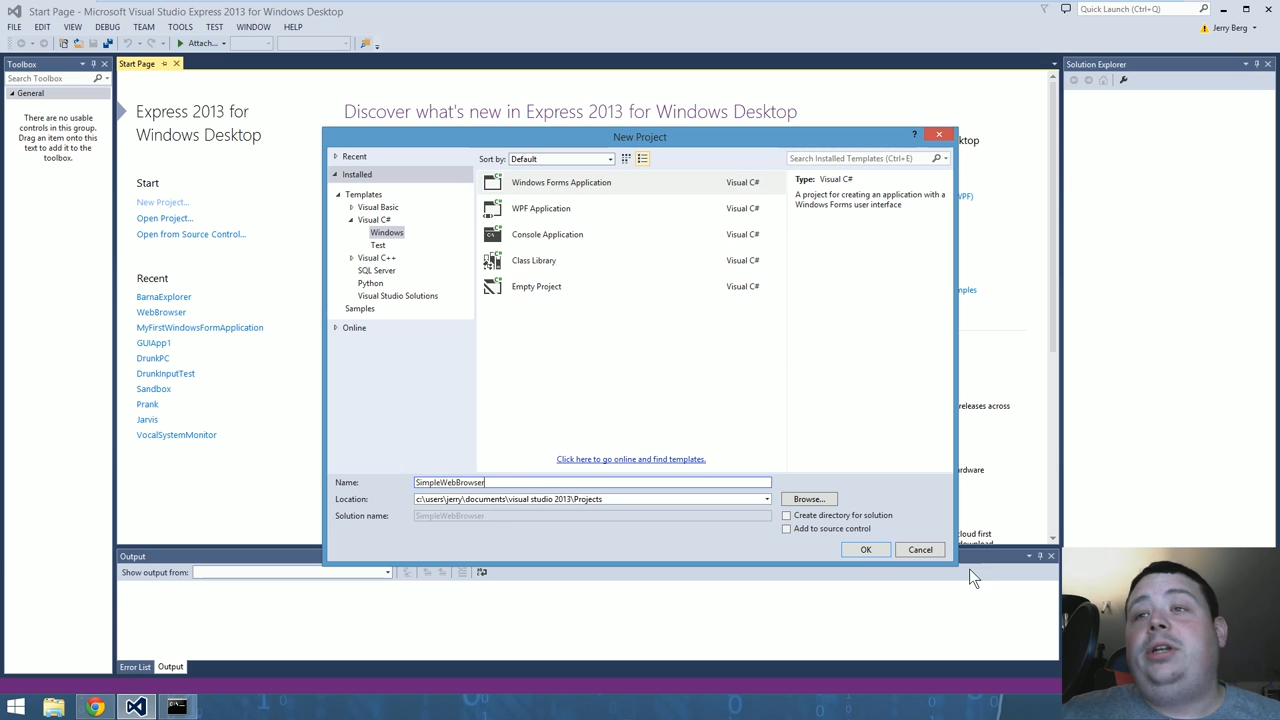 Start Page - Microsoft Visual Studio Express 2013 for Windows Desktop
Quick Launch (Ctrl+Q)
FILE EDIT VIEW DEBUG TEAM TOOLS TEST WINDOW HELP
Jerry Berg
Attach...
Toolbox
Search Toolbox
General
There are no usable
controls in this group.
Drag an item onto this
text to add it to the
toolbox.
Start Page
Express 2013 for
Windows Desktop
Discover what's new in Express 2013 for Windows Desktop
Start
New Project...
Open Project...
Open from Source Control...
Recent
BarnaExplorer
WebBrowser
MyFirstWindowsFormApplication
GUIApp1
DrunkPC
DrunkInputTest
Sandbox
Prank
Jarvis
VocalSystemMonitor
New Project
?
Recent
Installed
Templates
Visual Basic
Visual C#
Windows
Test
Visual C++
SQL Server
Python
Visual Studio Solutions
Samples
Online
Sort by: Default
Windows Forms Application Visual C#
WPF Application Visual C#
Console Application Visual C#
Class Library Visual C#
Empty Project Visual C#
Click here to go online and find templates.
Search Installed Templates (Ctrl+E)
Type: Visual C#
A project for creating an application with a
Windows Forms user interface
Name: SimpleWebBrowser
Location: c:\users\jerry\documents\visual studio 2013\Projects
Browse...
Solution name: SimpleWebBrowser
Create directory for solution
Add to source control
OK Cancel
ktop
WPF)
mples
releases across
rdware
cloud first
Solution Explorer
Output
Show output from:
Error List Output